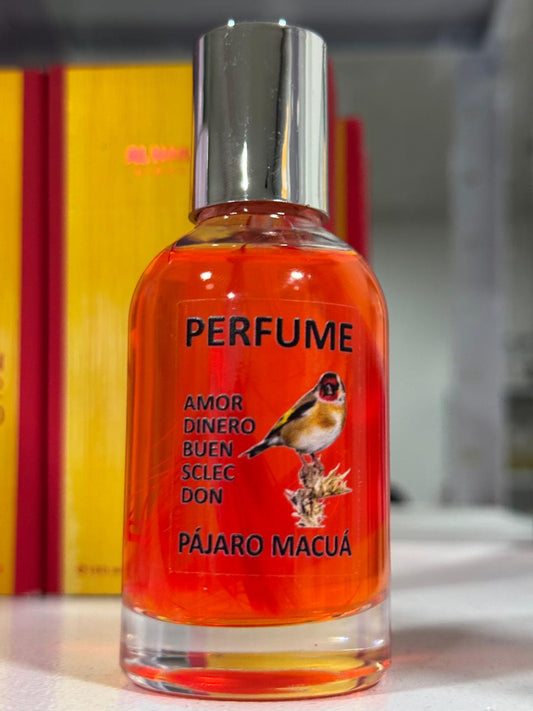 PERFUME
AMOR
DINERO
BUEN
SCLEC
DON
PÁJARO MACUÁ